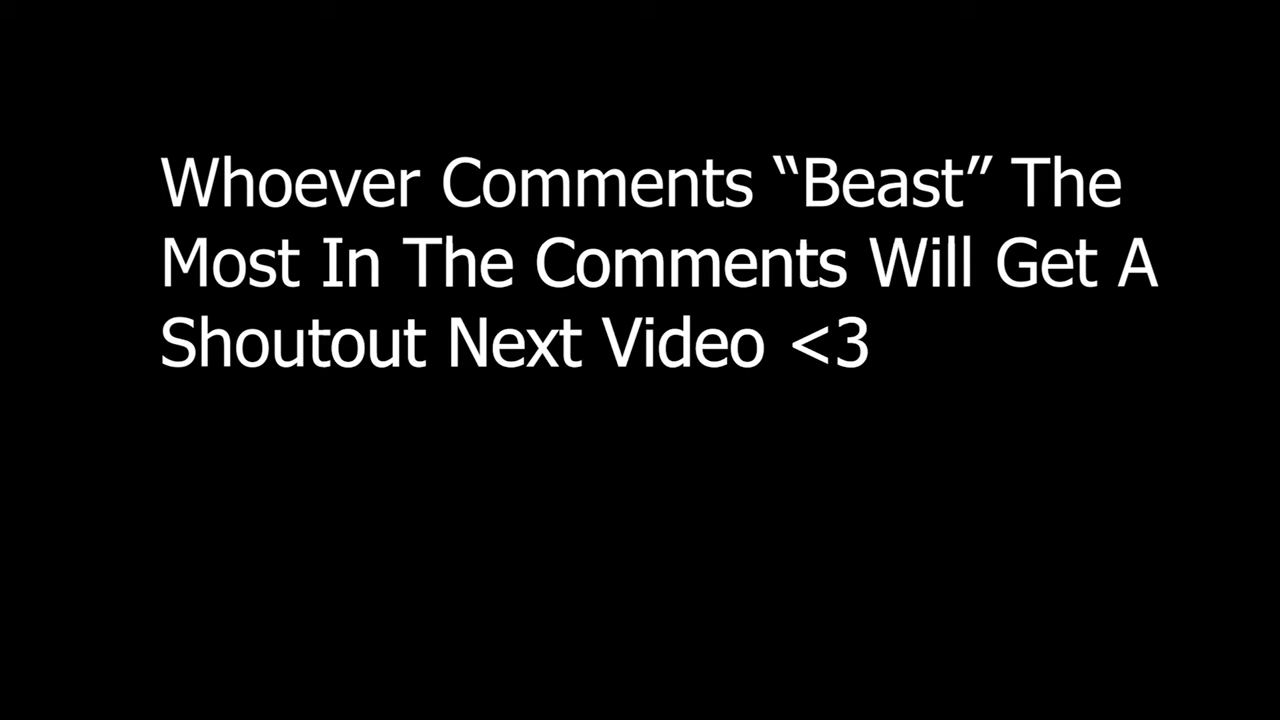 Whoever Comments “Beast” The
Most In The Comments Will Get A
Shoutout Next Video <3